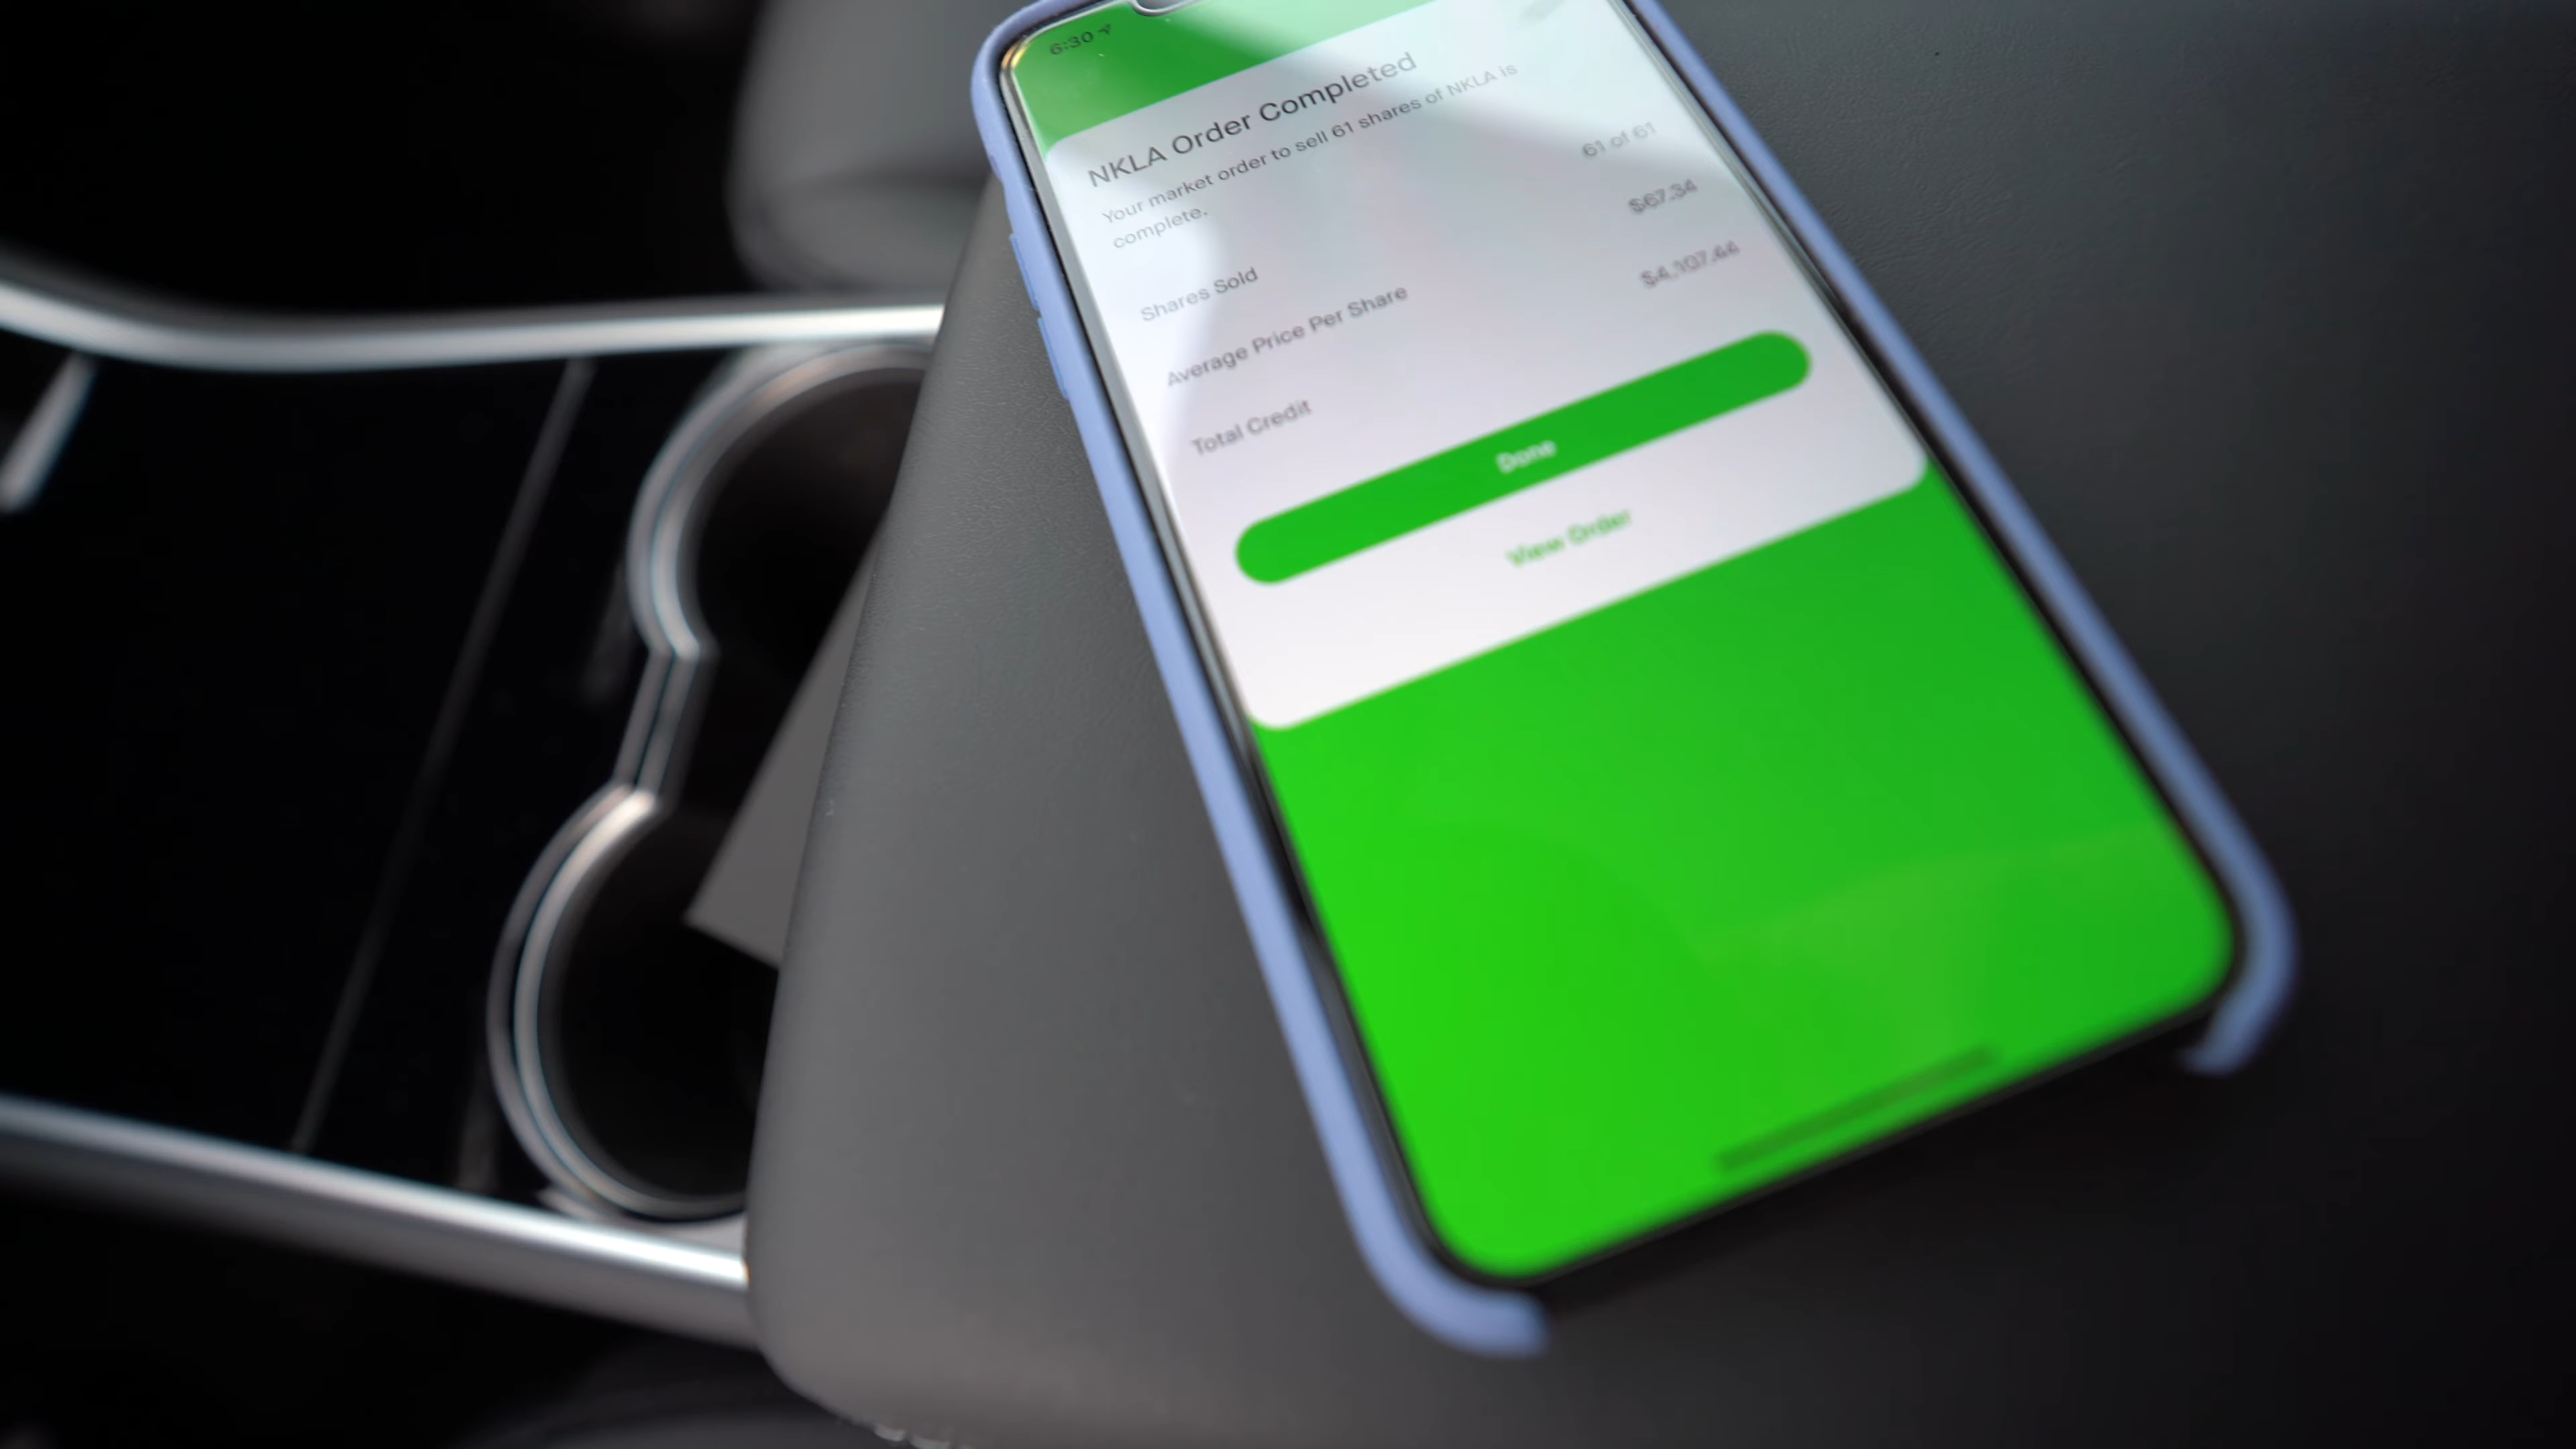 6:30
NKLA Order Completed
Your market order to sell 61 shares of NKLA is
complete.
Shares Sold 61 of 61
Average Price Per Share $67.34
Total Credit $4,107.44
Done
View Order